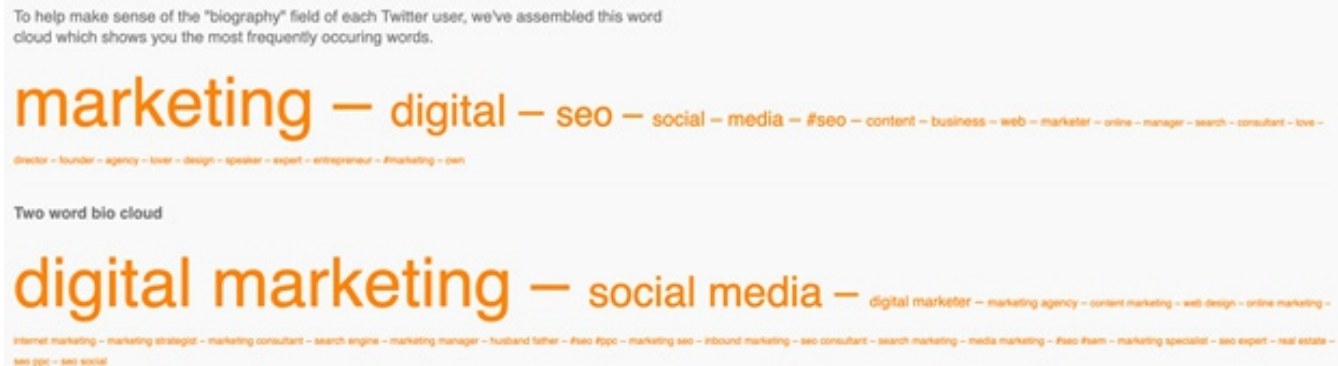 To help make sense of the "biography" field of each Twitter user, we've assembled this word
cloud which shows you the most frequently occuring words.
marketing – digital – seo – social – media – #seo – content – business – web – marketer – online – manager – search – consultant – love –
director – founder – agency – lover – design – speaker – expert – entrepreneur – #marketing – own
Two word bio cloud
digital marketing – social media – digital marketer – marketing agency – content marketing – web design – online marketing –
internet marketing – marketing strategist – marketing consultant – search engine – marketing manager – husband father – #seo #ppc – marketing seo – inbound marketing – seo consultant – search marketing – media marketing – #seo #sem – marketing specialist – seo expert – real estate –
seo ppc – seo social